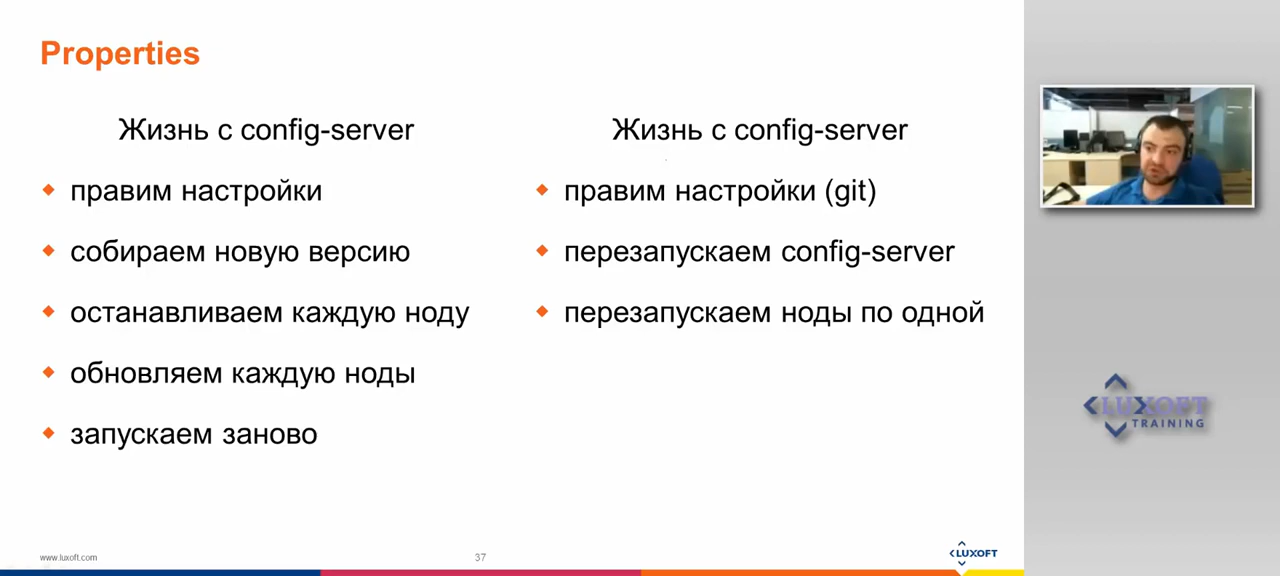 Properties
Жизнь с config-server
правим настройки
собираем новую версию
останавливаем каждую ноду
обновляем каждую ноды
запускаем заново
Жизнь с config-server
правим настройки (git)
перезапускаем config-server
перезапускаем ноды по одной
www.luxoft.com
37
LUXOFT
LUXOFT
TRAINING